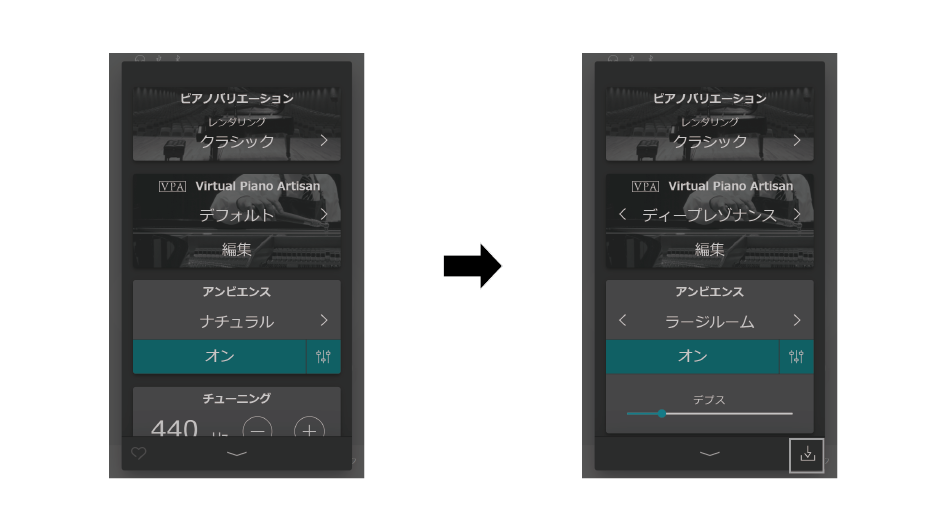 ピアノバリエーション
レンダリング
クラシック
VPA Virtual Piano Artisan
デフォルト
編集
アンビエンス
ナチュラル
オン
チューニング
440 Hz
ピアノバリエーション
レンダリング
クラシック
VPA Virtual Piano Artisan
ディープレゾナンス
編集
アンビエンス
ラージルーム
オン
デプス